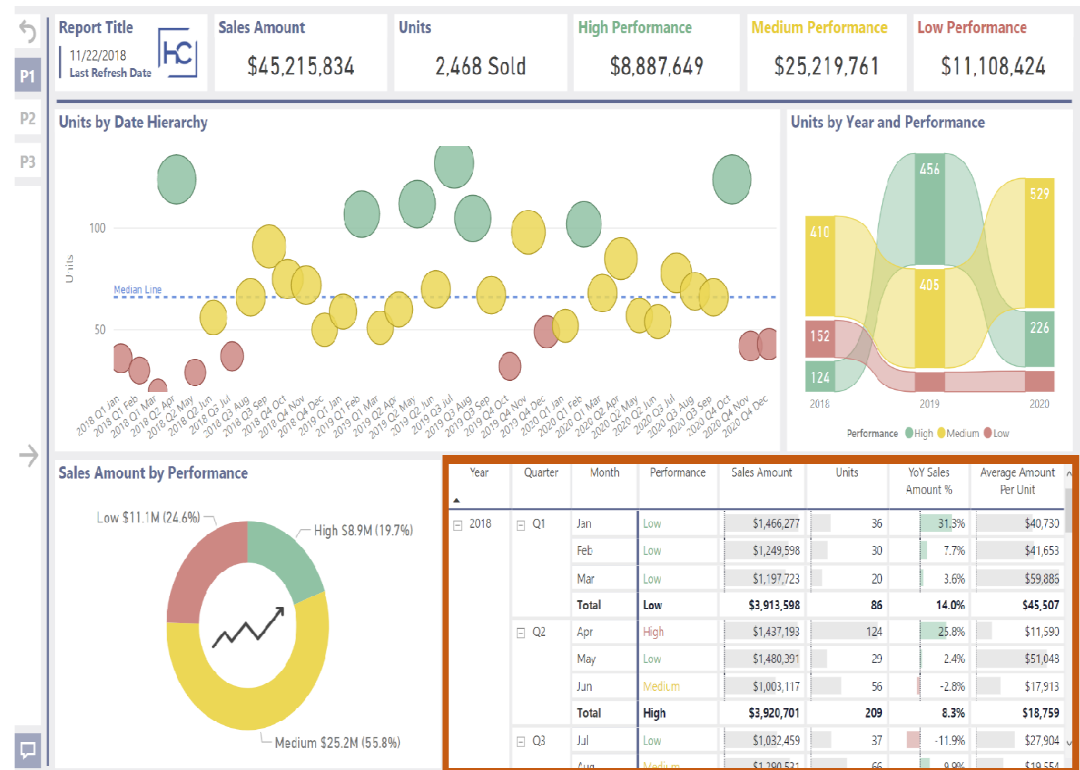 Report Title
11/22/2018
Last Refresh Date
HC
Sales Amount
$45,215,834
Units
2,468 Sold
High Performance
$8,887,649
Medium Performance
$25,219,761
Low Performance
$11,108,424
P1
P2
P3
Units by Date Hierarchy
Units
100
50
Median Line
2018 Q1 Jan
2018 Q1 Feb
2018 Q1 Mar
2018 Q2 Apr
2018 Q2 May
2018 Q2 Jun
2018 Q3 Jul
2018 Q3 Aug
2018 Q3 Sep
2018 Q4 Oct
2018 Q4 Nov
2018 Q4 Dec
2019 Q1 Jan
2019 Q1 Feb
2019 Q1 Mar
2019 Q2 Apr
2019 Q2 May
2019 Q2 Jun
2019 Q3 Jul
2019 Q3 Aug
2019 Q3 Sep
2019 Q4 Oct
2019 Q4 Nov
2019 Q4 Dec
2020 Q1 Jan
2020 Q1 Feb
2020 Q1 Mar
2020 Q2 Apr
2020 Q2 May
2020 Q2 Jun
2020 Q3 Jul
2020 Q3 Aug
2020 Q3 Sep
2020 Q4 Oct
2020 Q4 Nov
2020 Q4 Dec
Units by Year and Performance
410
152
124
456
405
529
226
2018 2019 2020
Performance High Medium Low
Sales Amount by Performance
Low $11.1M (24.6%)
High $8.9M (19.7%)
Medium $25.2M (55.8%)
Year Quarter Month Performance Sales Amount Units YoY Sales Amount % Average Amount Per Unit
2018 Q1 Jan Low $1,466,277 36 31.3% $40,730
Feb Low $1,249,598 30 7.7% $41,653
Mar Low $1,197,723 20 3.6% $59,886
Total Low $3,913,598 86 14.0% $45,507
Q2 Apr High $1,437,193 124 25.8% $11,590
May Low $1,480,391 29 2.4% $51,048
Jun Medium $1,003,117 56 -2.8% $17,913
Total High $3,920,701 209 8.3% $18,759
Q3 Jul Low $1,032,459 37 -11.9% $27,904
Aug Medium $1,290,531 66 9.9% $19,554